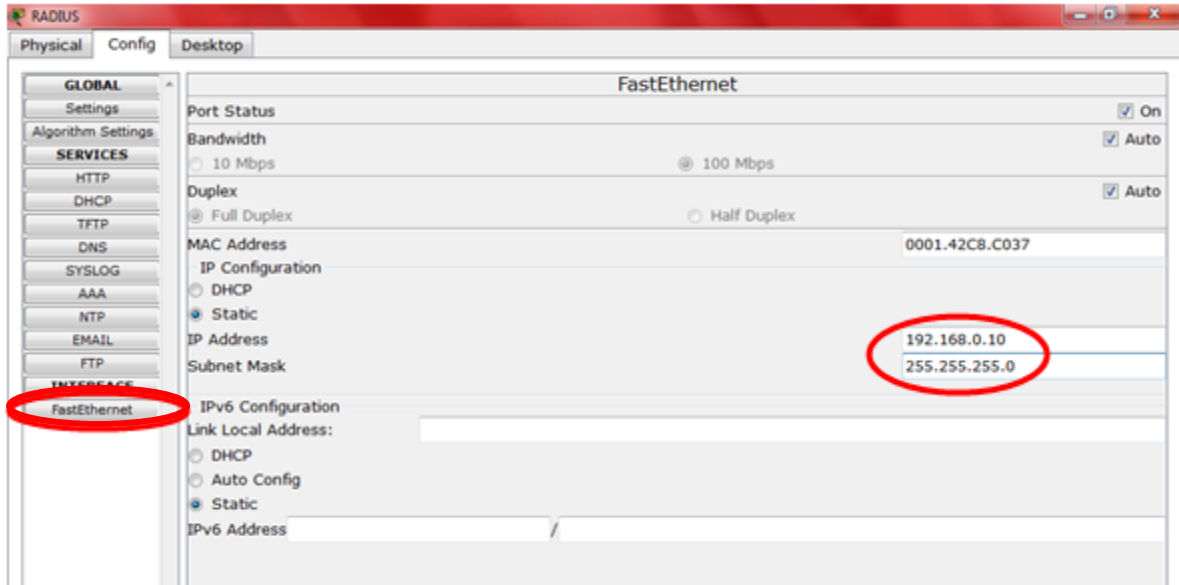 RADIUS
Physical Config Desktop
GLOBAL
Settings
Algorithm Settings
SERVICES
HTTP
DHCP
TFTP
DNS
SYSLOG
AAA
NTP
EMAIL
FTP
INTERFACE
FastEthernet
FastEthernet
Port Status On
Bandwidth Auto
10 Mbps 100 Mbps
Duplex Auto
Full Duplex Half Duplex
MAC Address 0001.42C8.C037
IP Configuration
DHCP
Static
IP Address 192.168.0.10
Subnet Mask 255.255.255.0
IPv6 Configuration
Link Local Address:
DHCP
Auto Config
Static
IPv6 Address /